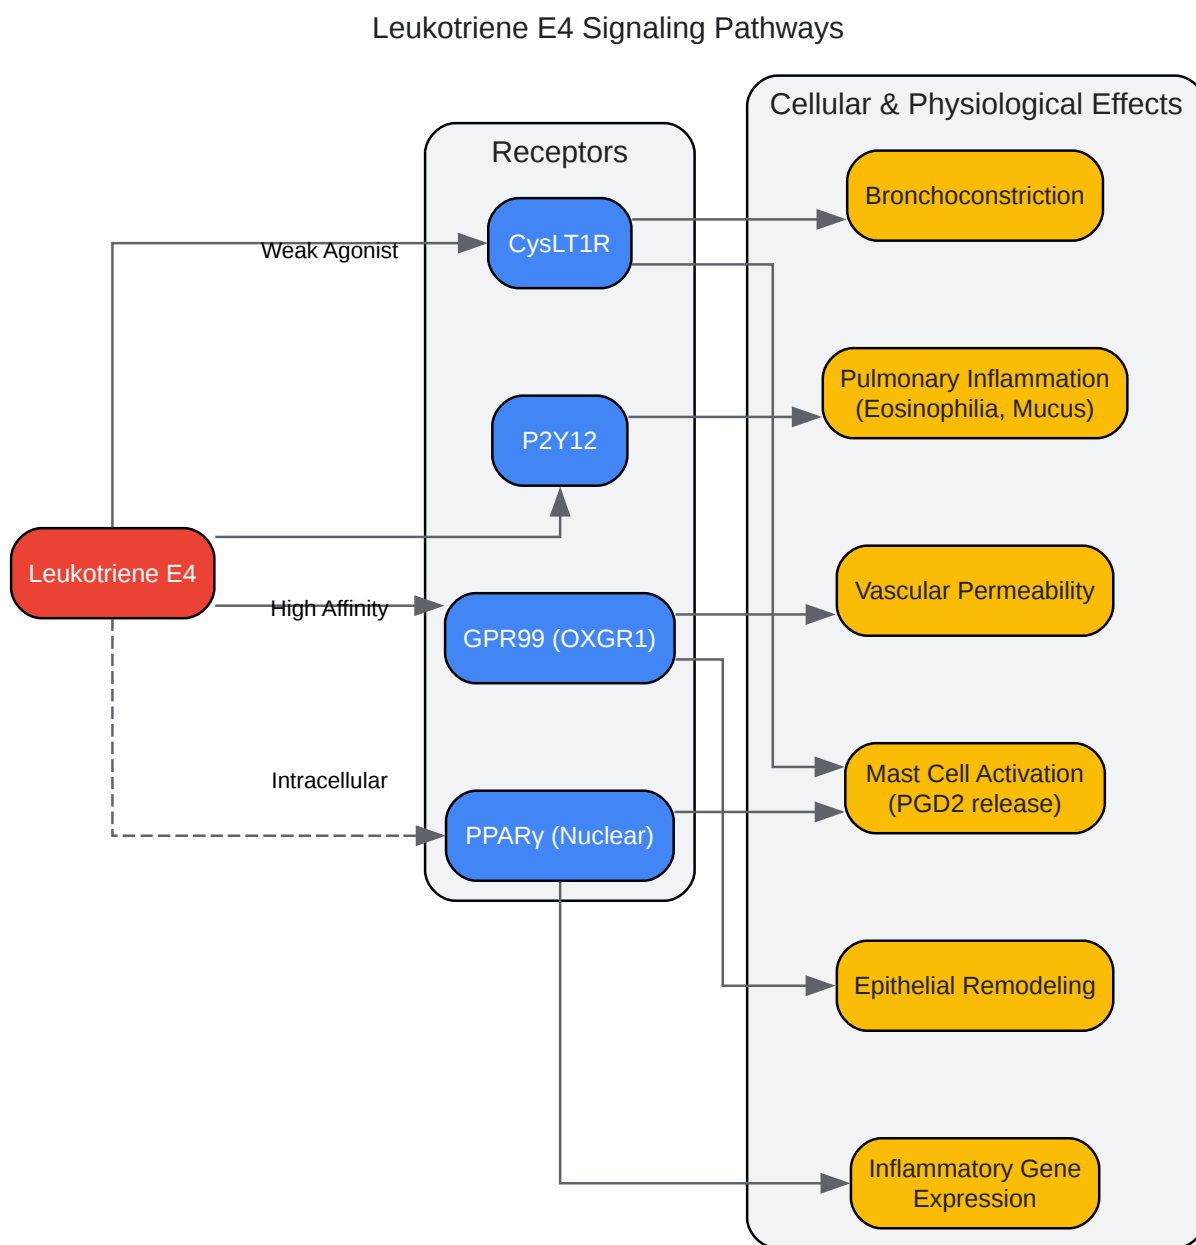 Leukotriene E4 Signaling Pathways
Cellular & Physiological Effects
Receptors
Bronchoconstriction
CysLT1R
Weak Agonist
Pulmonary Inflammation
(Eosinophilia, Mucus)
P2Y12
Leukotriene E4
High Affinity
GPR99 (OXGR1)
Vascular Permeability
Intracellular
PPARγ (Nuclear)
Mast Cell Activation
(PGD2 release)
Epithelial Remodeling
Inflammatory Gene
Expression